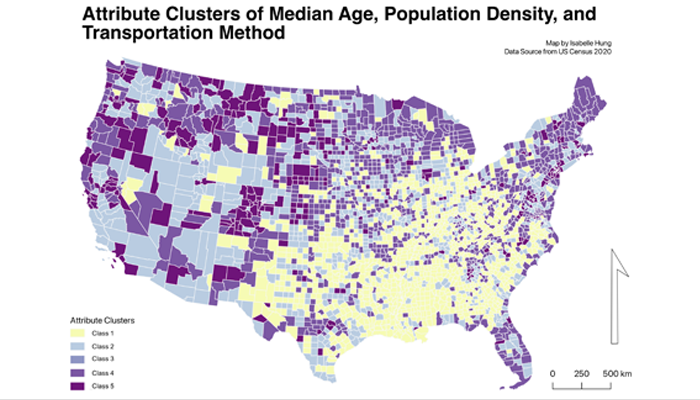 Attribute Clusters of Median Age, Population Density, and
Transportation Method
Map by Isabelle Hung
Data Source from US Census 2020
Attribute Clusters
Class 1
Class 2
Class 3
Class 4
Class 5
0 250 500 km